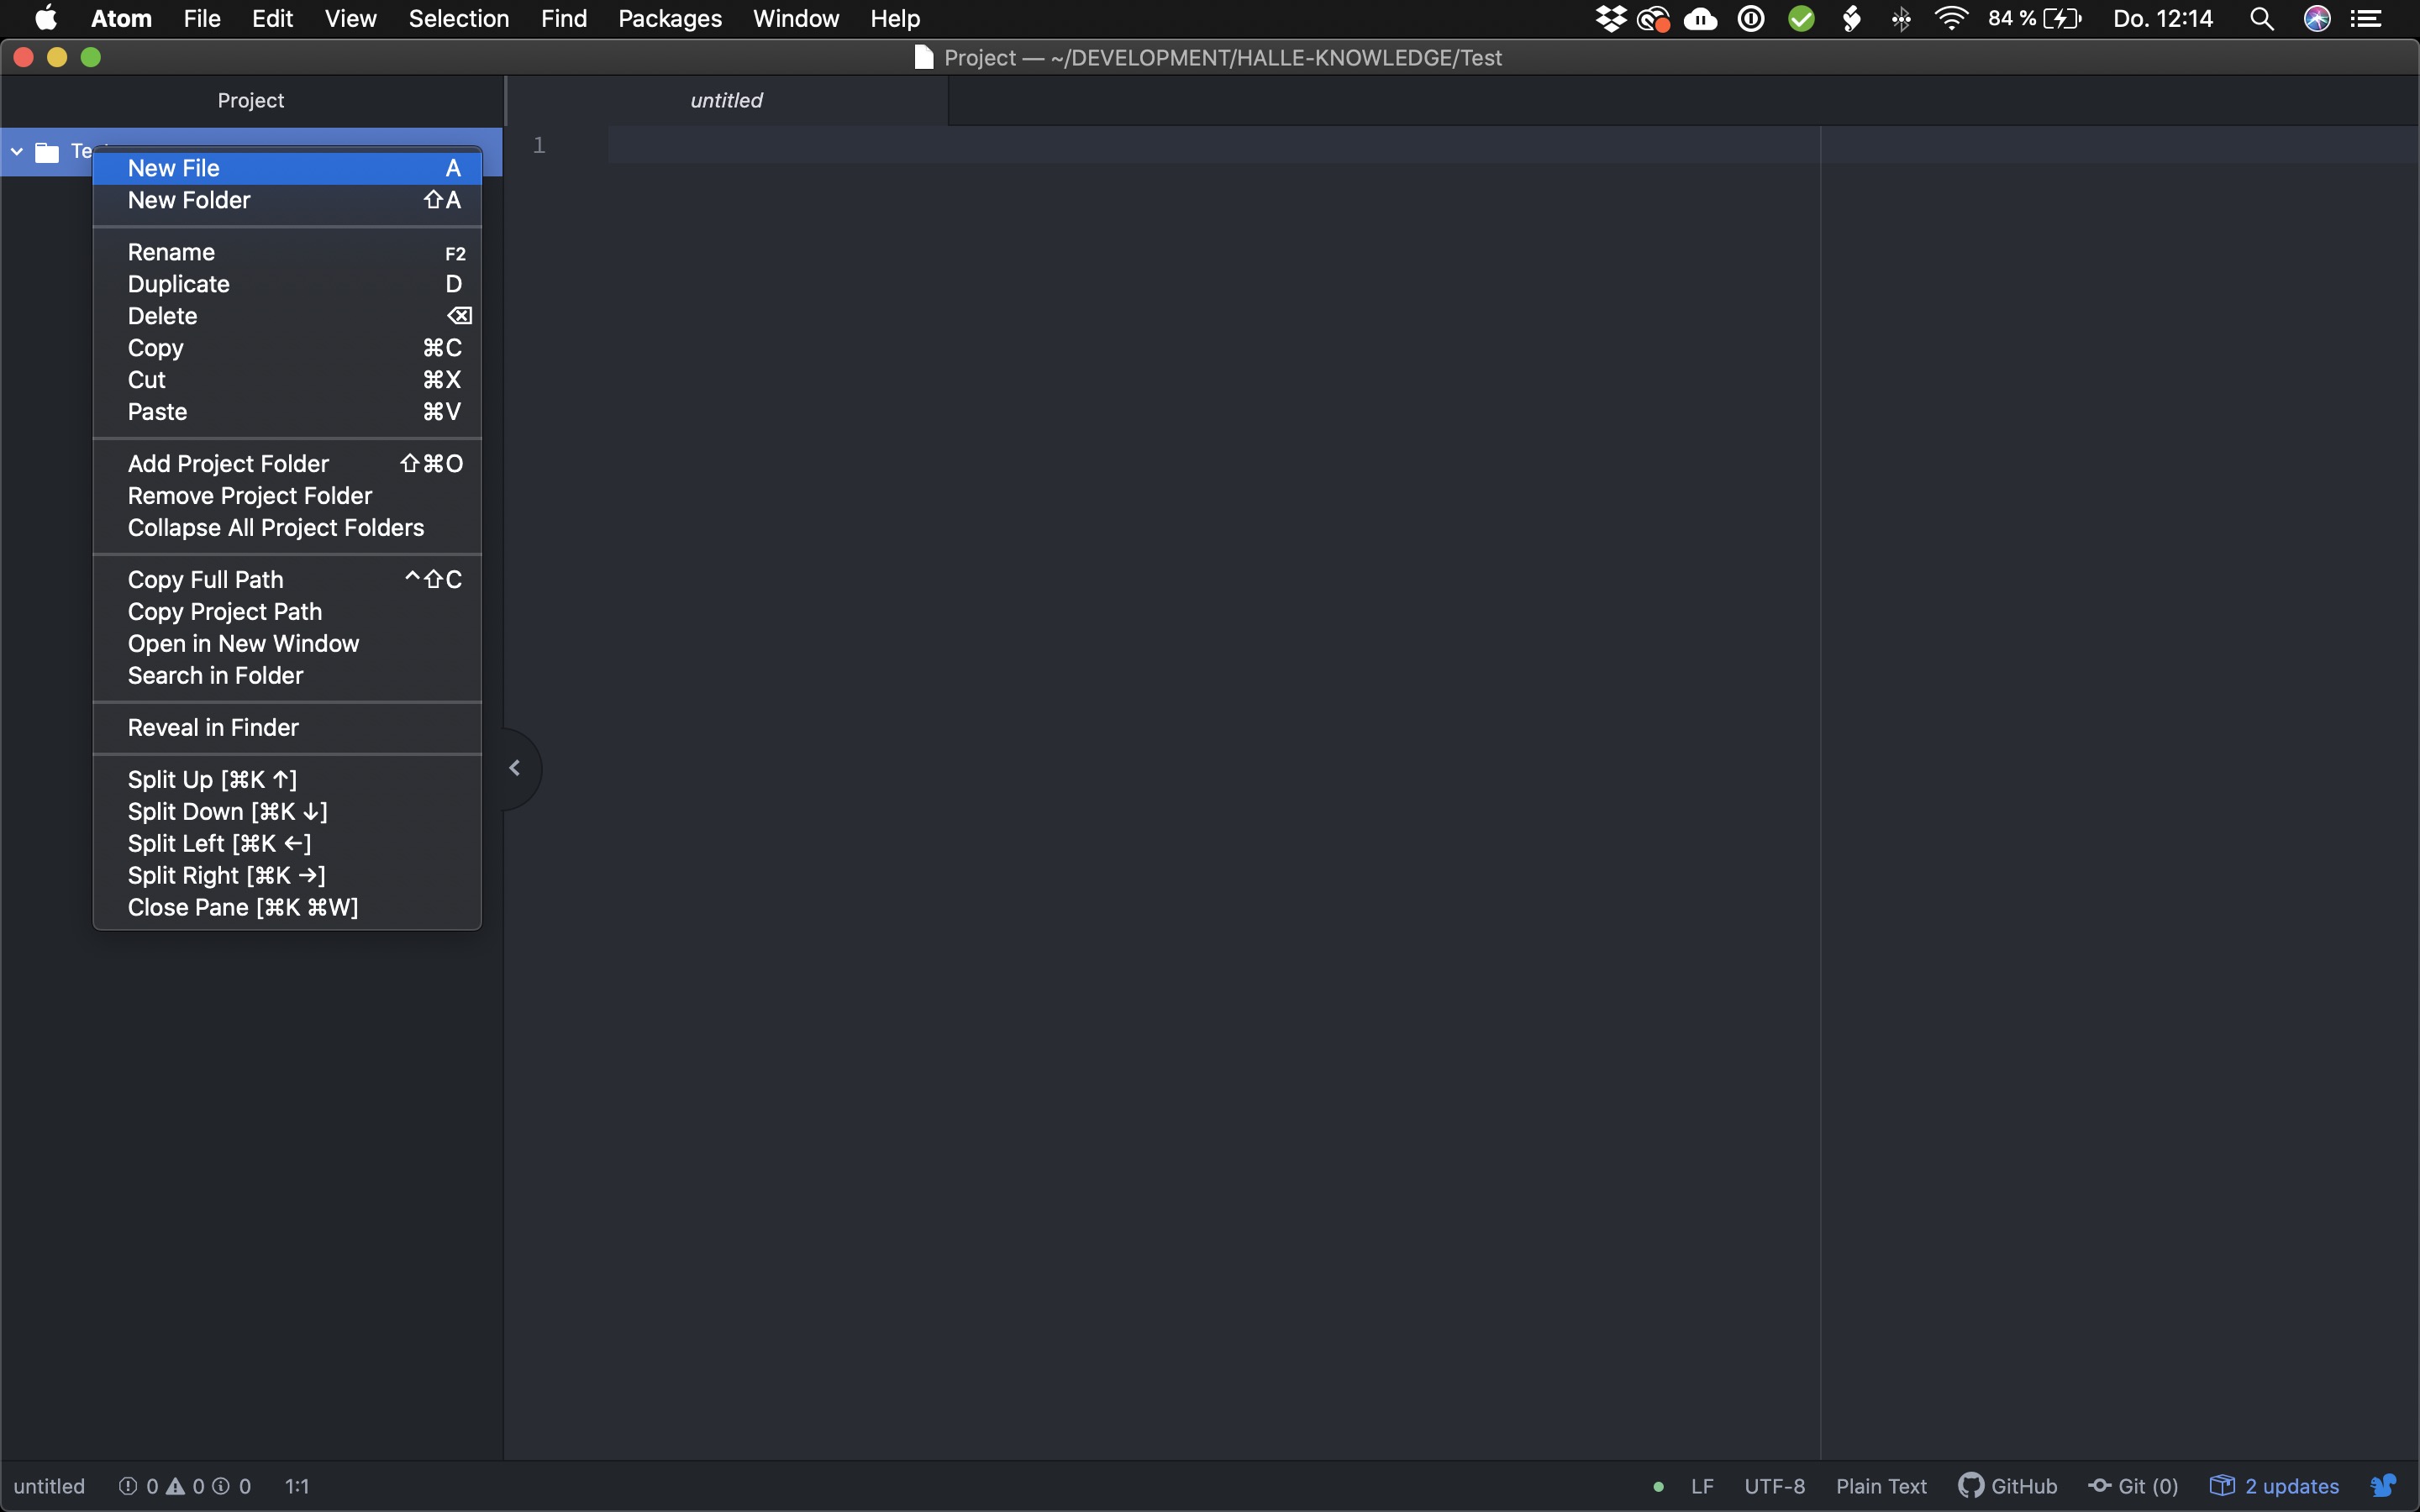 Atom File Edit View Selection Find Packages Window Help 84 % Do. 12:14
Project — ~/DEVELOPMENT/HALLE-KNOWLEDGE/Test
Project untitled
1
New File A
New Folder ⇧A
Rename F2
Duplicate D
Delete ⌫
Copy ⌘C
Cut ⌘X
Paste ⌘V
Add Project Folder ⇧⌘O
Remove Project Folder
Collapse All Project Folders
Copy Full Path ^⇧C
Copy Project Path
Open in New Window
Search in Folder
Reveal in Finder
Split Up [⌘K ↑]
Split Down [⌘K ↓]
Split Left [⌘K ←]
Split Right [⌘K →]
Close Pane [⌘K ⌘W]
untitled 0 0 0 1:1 LF UTF-8 Plain Text GitHub Git (0) 2 updates